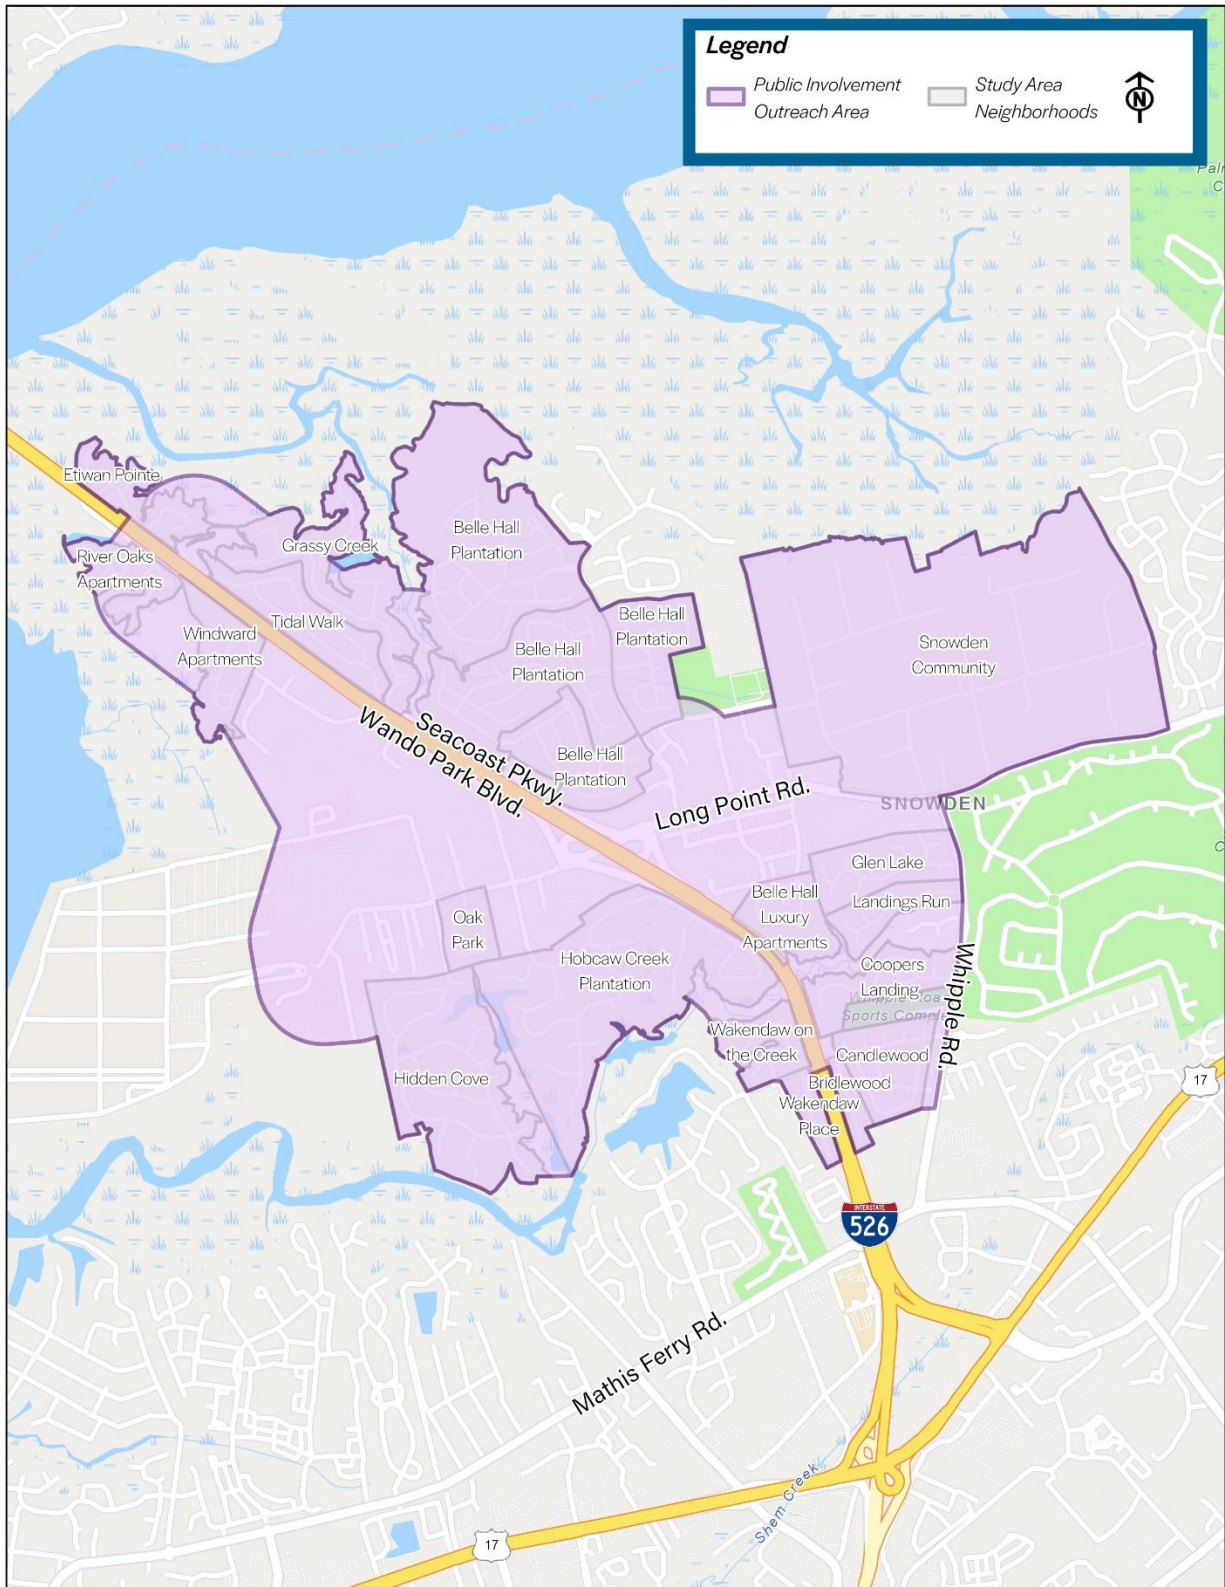 Legend
Public Involvement
Outreach Area
Study Area
Neighborhoods
N
Etiwan Pointe
River Oaks
Apartments
Grassy Creek
Belle Hall
Plantation
Windward
Apartments
Tidal Walk
Belle Hall
Plantation
Belle Hall
Plantation
Snowden
Community
Seacoast Pkwy.
Wando Park Blvd.
Belle Hall
Plantation
Long Point Rd.
SNOWDEN
Glen Lake
Landings Run
Belle Hall
Luxury
Apartments
Oak
Park
Hobcaw Creek
Plantation
Coopers
Landing
Sports
Whipple Rd.
Wakendaw on
the Creek
Candlewood
Hidden Cove
Bridlewood
Wakendaw
Place
17
INTERSTATE
526
Mathis Ferry Rd.
Shem Creek
17